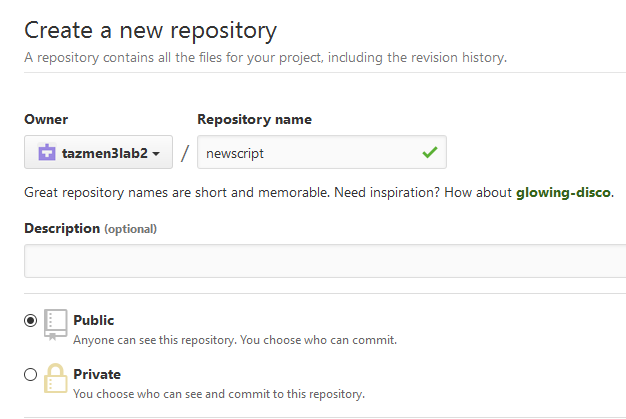 Create a new repository
A repository contains all the files for your project, including the revision history.
Owner Repository name
tazmen3lab2 / newscript
Great repository names are short and memorable. Need inspiration? How about glowing-disco.
Description (optional)
Public
Anyone can see this repository. You choose who can commit.
Private
You choose who can see and commit to this repository.